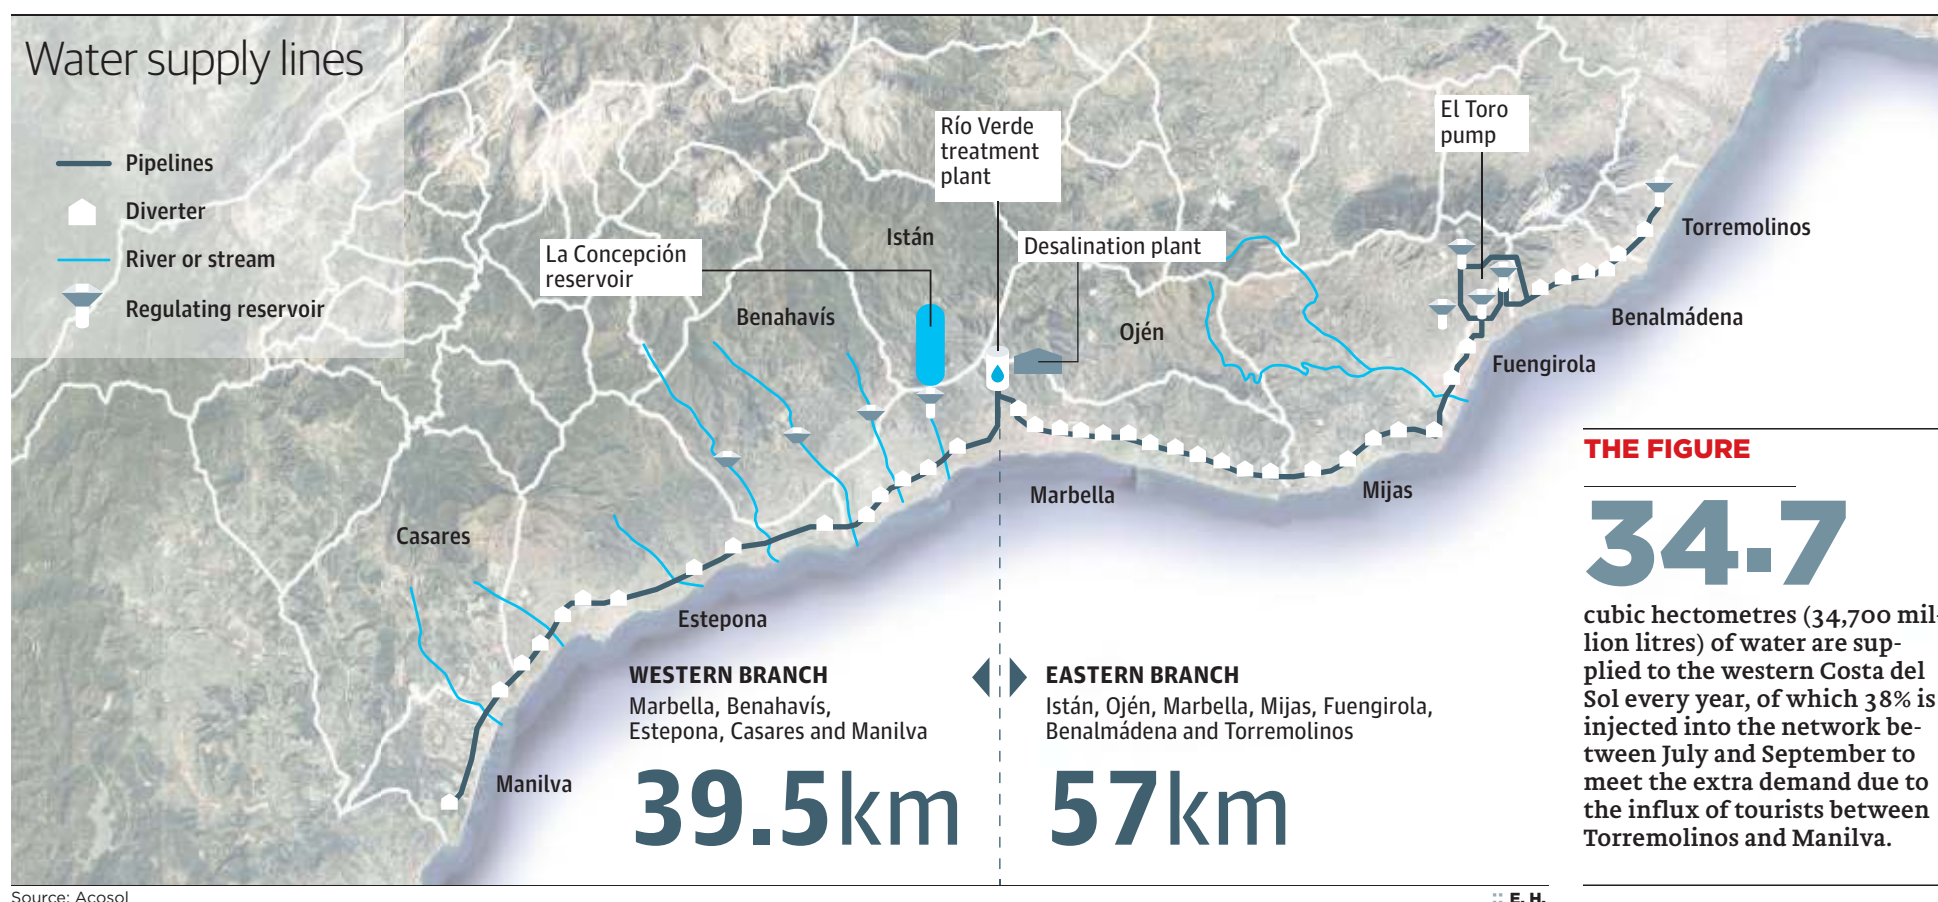 Water supply lines
Pipelines
Diverter
River or stream
Regulating reservoir
La Concepción
reservoir
Istán
Benahavís
Río Verde
treatment
plant
Desalination plant
Ojén
El Toro
pump
Torremolinos
Benalmádena
Fuengirola
Mijas
Marbella
Casares
Estepona
Manilva
WESTERN BRANCH
Marbella, Benahavís,
Estepona, Casares and Manilva
39.5km
EASTERN BRANCH
Istán, Ojén, Marbella, Mijas, Fuengirola,
Benalmádena and Torremolinos
57km
THE FIGURE
34.7
cubic hectometres (34,700 mil-
lion litres) of water are sup-
plied to the western Costa del
Sol every year, of which 38% is
injected into the network be-
tween July and September to
meet the extra demand due to
the influx of tourists between
Torremolinos and Manilva.
Source: Acosol
:: E. H.